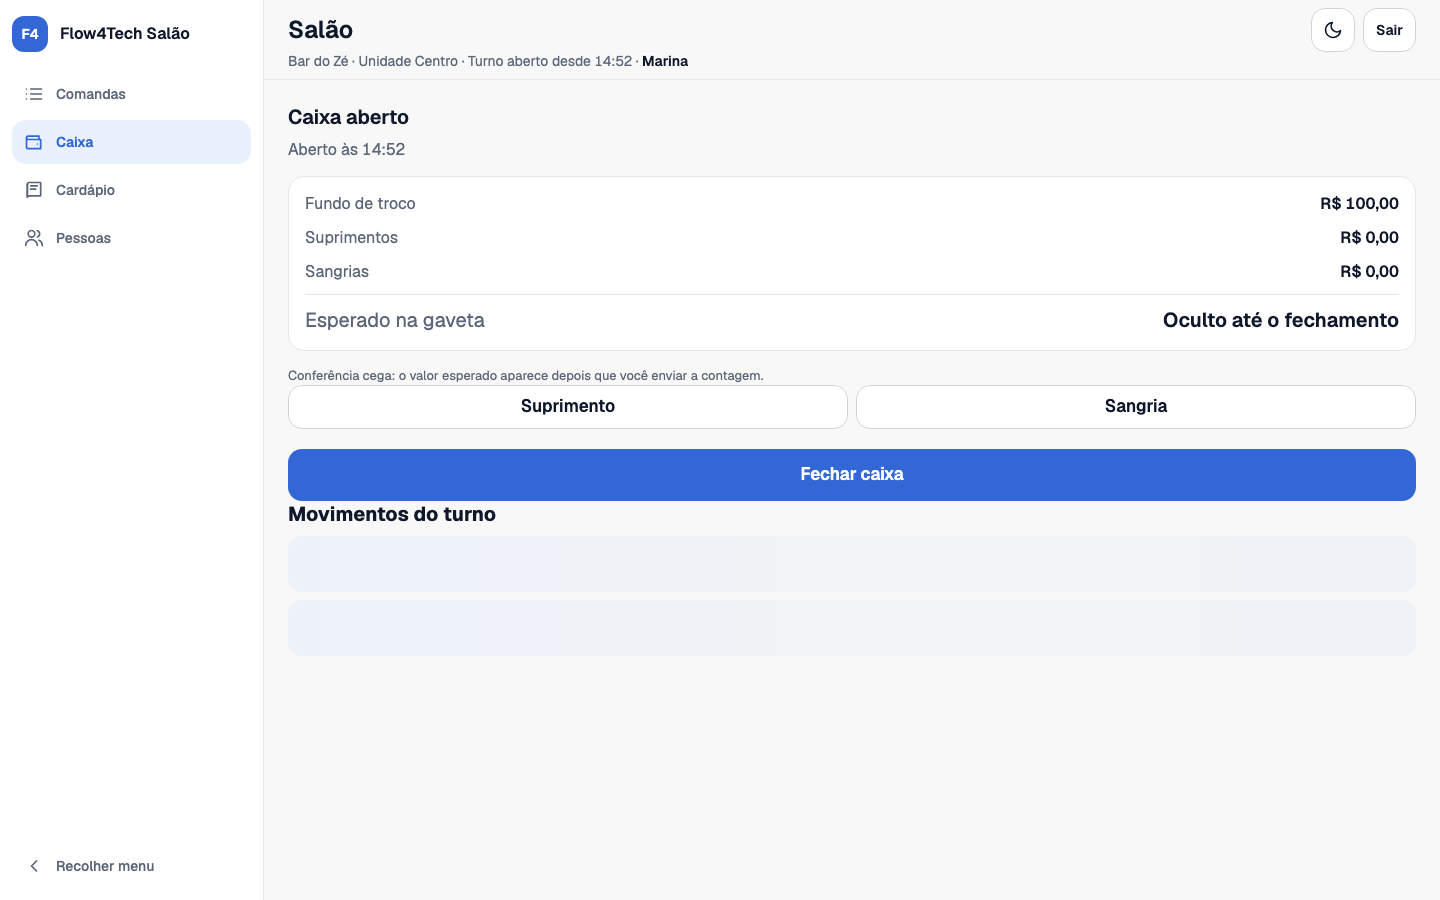 F4 Flow4Tech Salão
Comandas
Caixa
Cardápio
Pessoas
Recolher menu
Salão
Bar do Zé · Unidade Centro · Turno aberto desde 14:52 · Marina
Sair
Caixa aberto
Aberto às 14:52
Fundo de troco R$ 100,00
Suprimentos R$ 0,00
Sangrias R$ 0,00
Esperado na gaveta Oculto até o fechamento
Conferência cega: o valor esperado aparece depois que você enviar a contagem.
Suprimento Sangria
Fechar caixa
Movimentos do turno